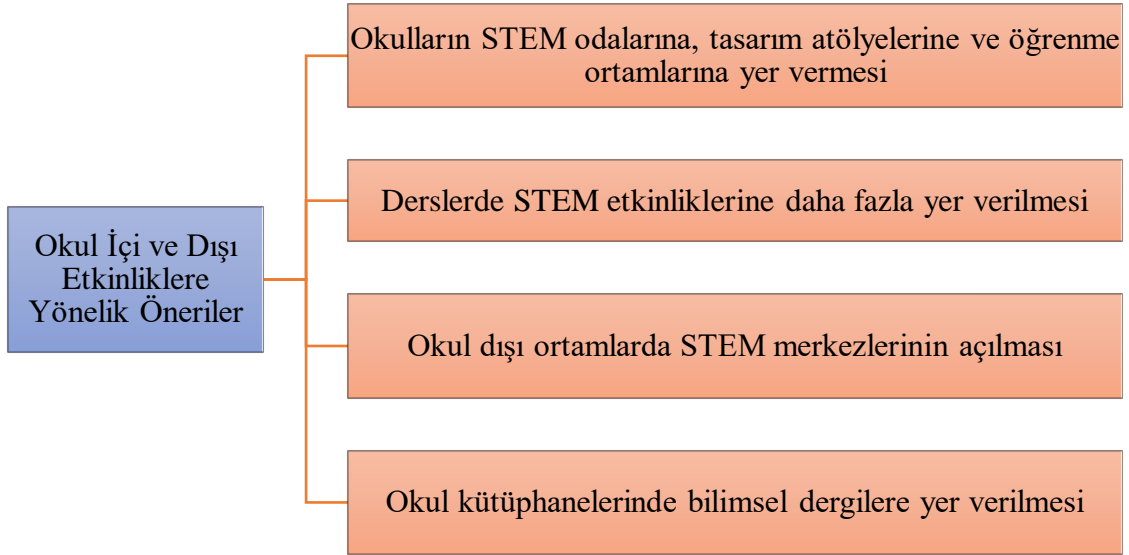 Okulların STEM odalarına, tasarım atölyelerine ve öğrenme
ortamlarına yer vermesi
Derslerde STEM etkinliklerine daha fazla yer verilmesi
Okul İçi ve Dışı
Etkinliklere
Yönelik Öneriler
Okul dışı ortamlarda STEM merkezlerinin açılması
Okul kütüphanelerinde bilimsel dergilere yer verilmesi